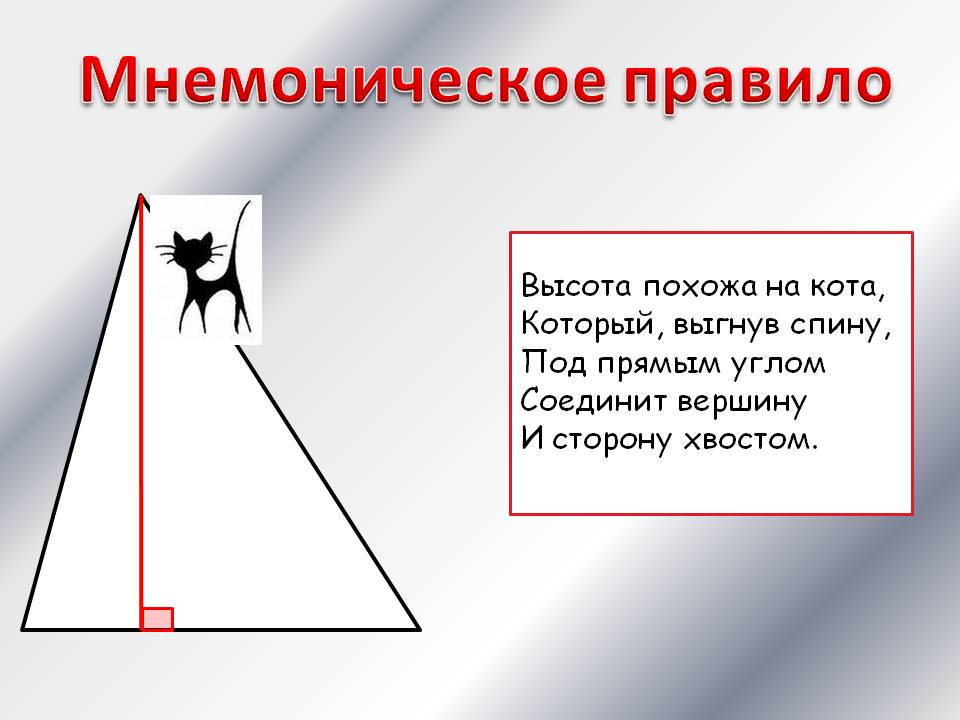 Мнемоническое правило
Высота похожа на кота,
Который, выгнув спину,
Под прямым углом
Соединит вершину
И сторону хвостом.